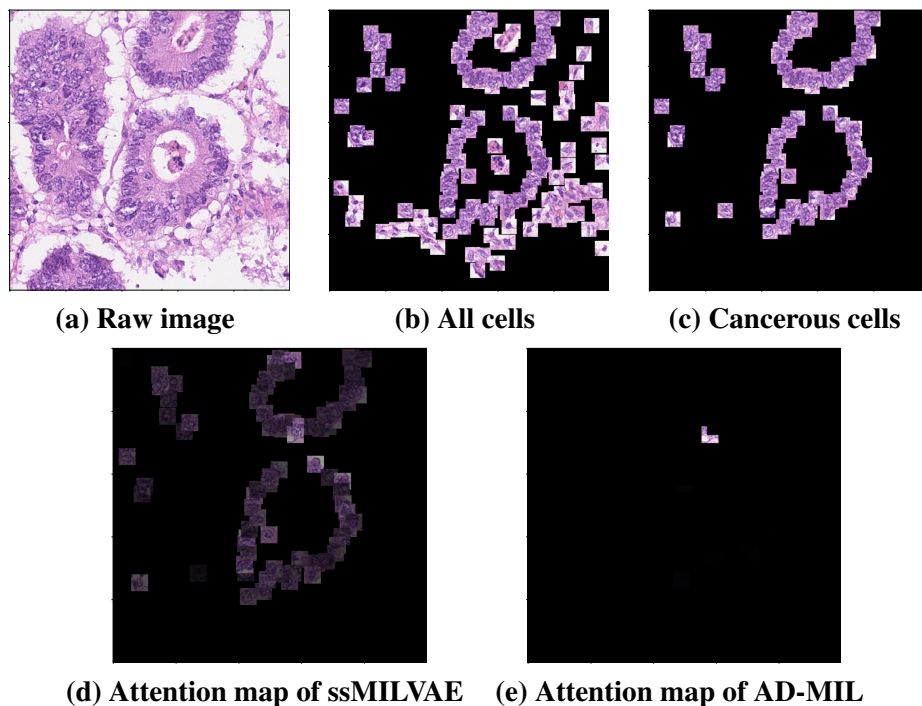 (a) Raw image
(b) All cells
(c) Cancerous cells
(d) Attention map of ssMILVAE
(e) Attention map of AD-MIL